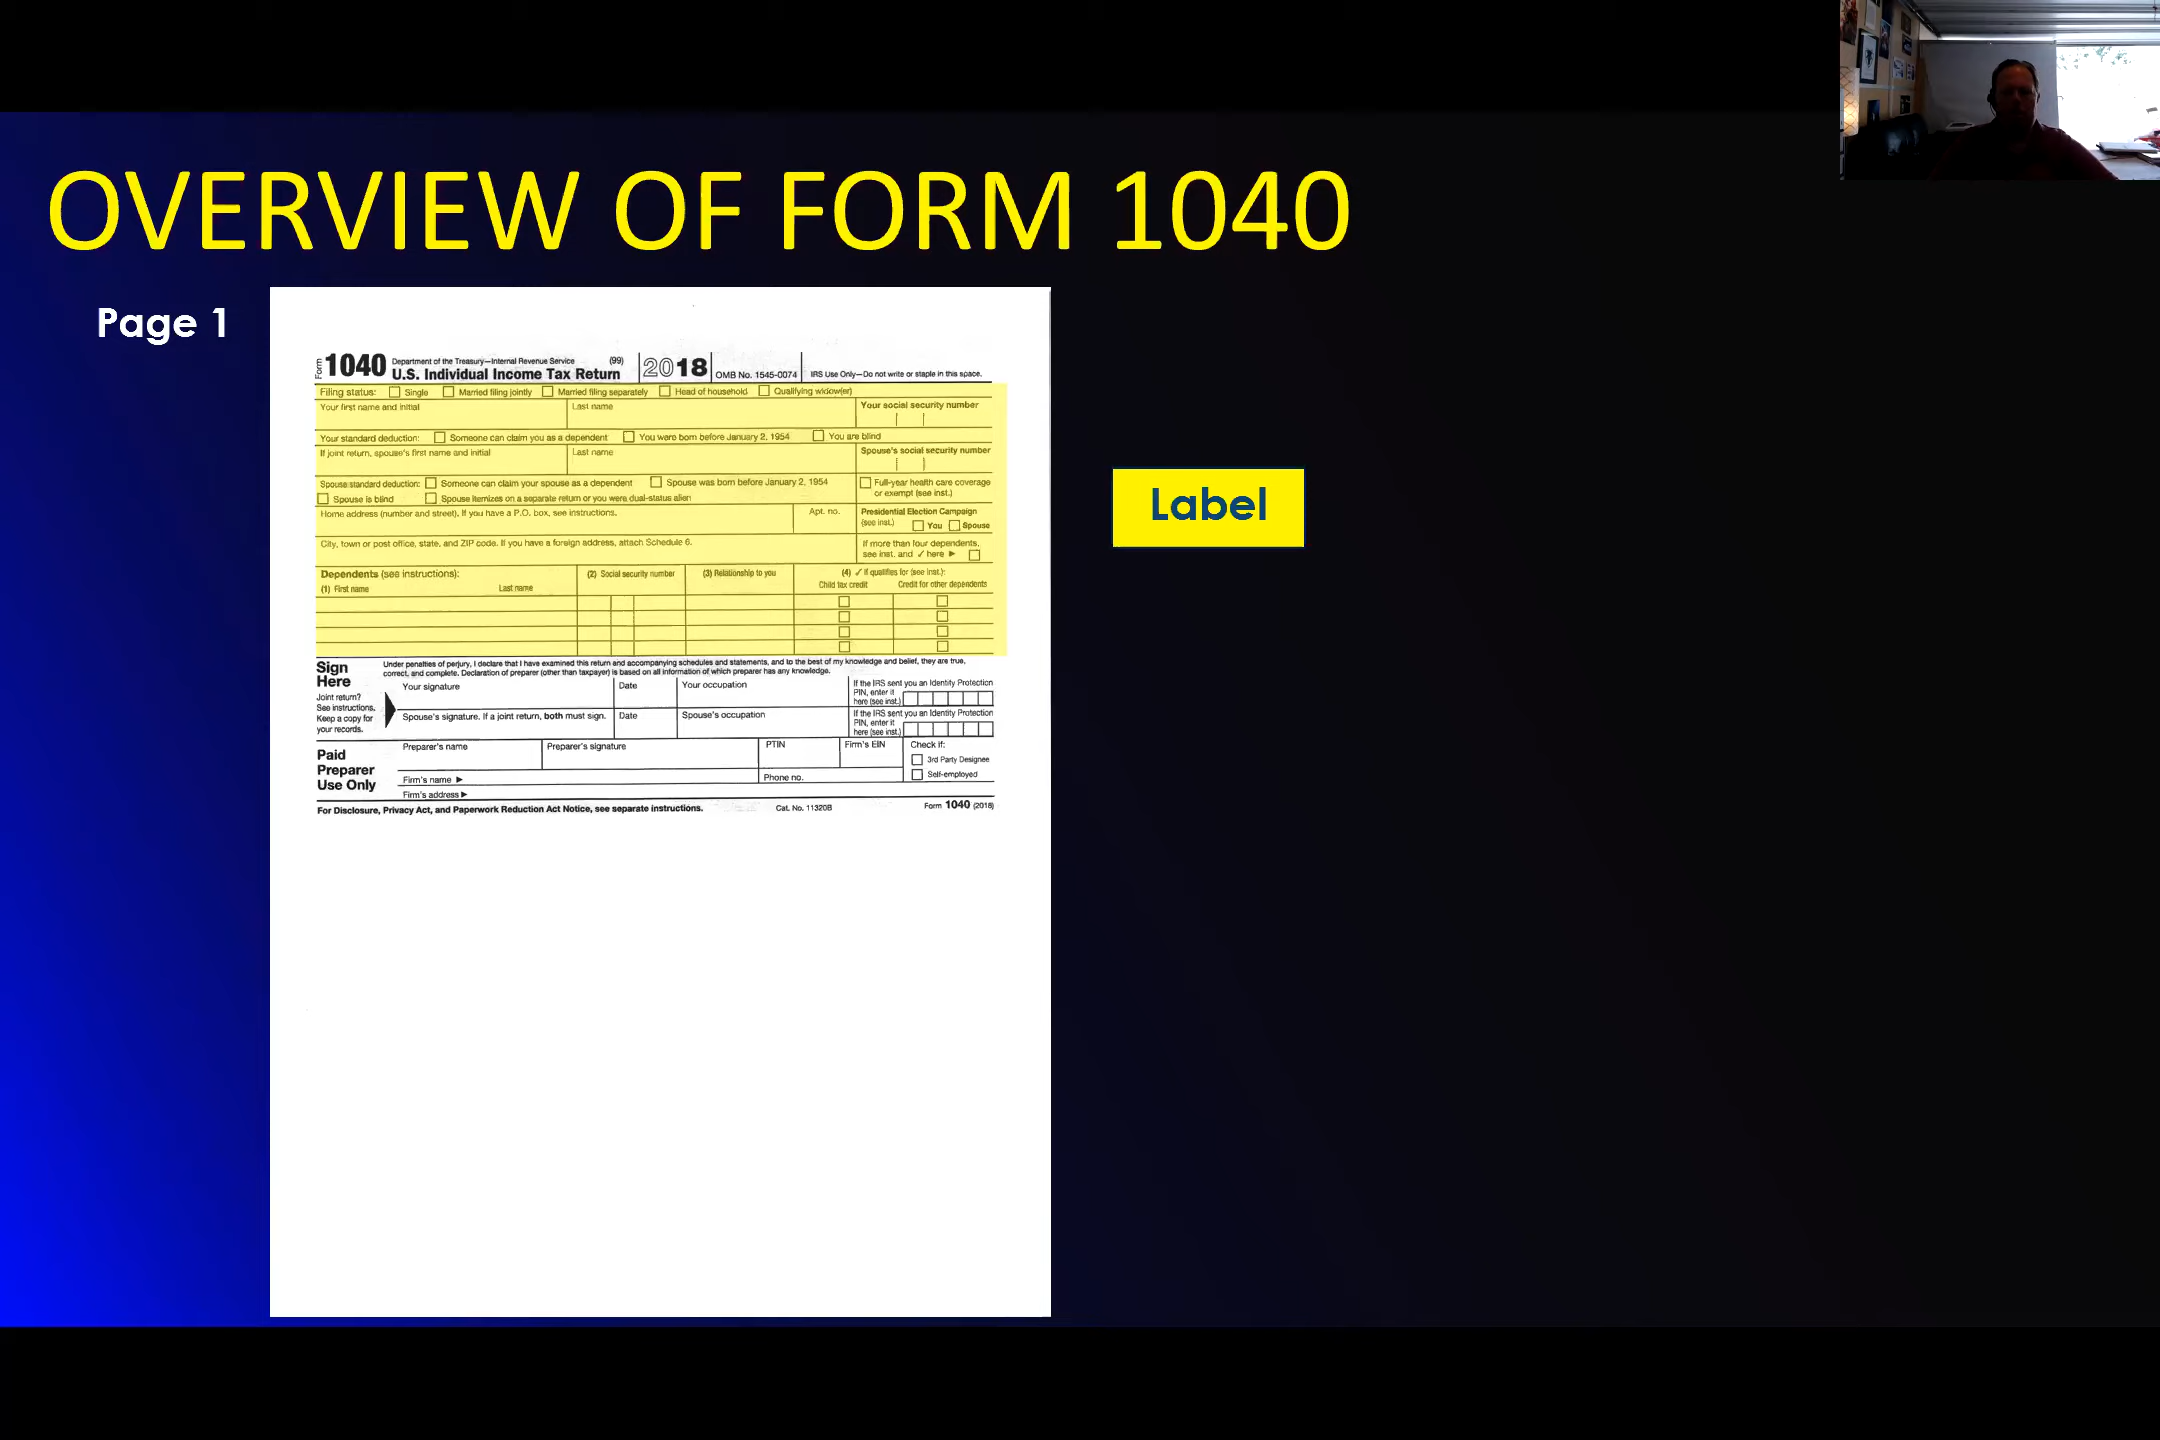 OVERVIEW OF FORM 1040
Page 1
Form 1040 Department of the Treasury—Internal Revenue Service (99) U.S. Individual Income Tax Return 2018 OMB No. 1545-0074 IRS Use Only—Do not write or staple in this space.
Filing status: Single Married filing jointly Married filing separately Head of household Qualifying widow(er)
Your first name and initial Last name Your social security number
Your standard deduction: Someone can claim you as a dependent You were born before January 2, 1954 You are blind
If joint return, spouse's first name and initial Last name Spouse's social security number
Spouse standard deduction: Someone can claim your spouse as a dependent Spouse was born before January 2, 1954 Full-year health care coverage
Spouse is blind Spouse itemizes on a separate return or you were dual-status alien or exempt (see inst.)
Home address (number and street). If you have a P.O. box, see instructions. Apt. no. Presidential Election Campaign
(see inst.) You Spouse
City, town or post office, state, and ZIP code. If you have a foreign address, attach Schedule 6. If more than four dependents,
see inst. and ✓ here ►
Dependents (see instructions): (2) Social security number (3) Relationship to you (4) ✓ if qualifies for (see inst.):
(1) First name Last name Child tax credit Credit for other dependents
Label
Sign Here
Under penalties of perjury, I declare that I have examined this return and accompanying schedules and statements, and to the best of my knowledge and belief, they are true,
correct, and complete. Declaration of preparer (other than taxpayer) is based on all information of which preparer has any knowledge.
Joint return?
See instructions.
Keep a copy for
your records.
Your signature Date Your occupation If the IRS sent you an Identity Protection
PIN, enter it
here (see inst.)
Spouse's signature. If a joint return, both must sign. Date Spouse's occupation If the IRS sent you an Identity Protection
PIN, enter it
here (see inst.)
Paid
Preparer
Use Only
Preparer's name Preparer's signature PTIN Firm's EIN Check if:
3rd Party Designee
Firm's name ► Phone no. Self-employed
Firm's address ►
For Disclosure, Privacy Act, and Paperwork Reduction Act Notice, see separate instructions. Cat. No. 11320B Form 1040 (2018)